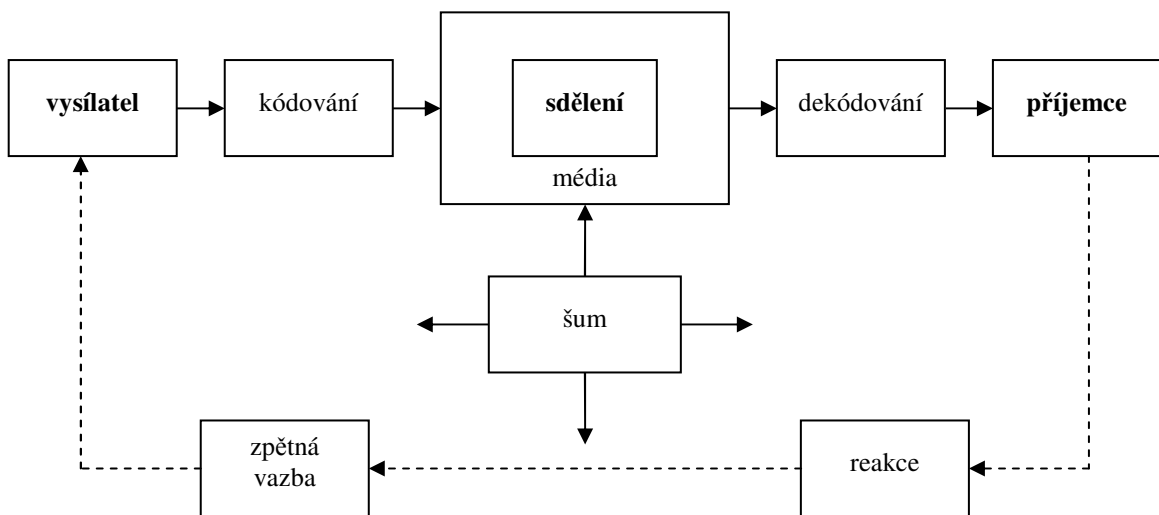 vysílatel
kódování
sdělení
média
dekódování
příjemce
šum
zpětná
vazba
reakce